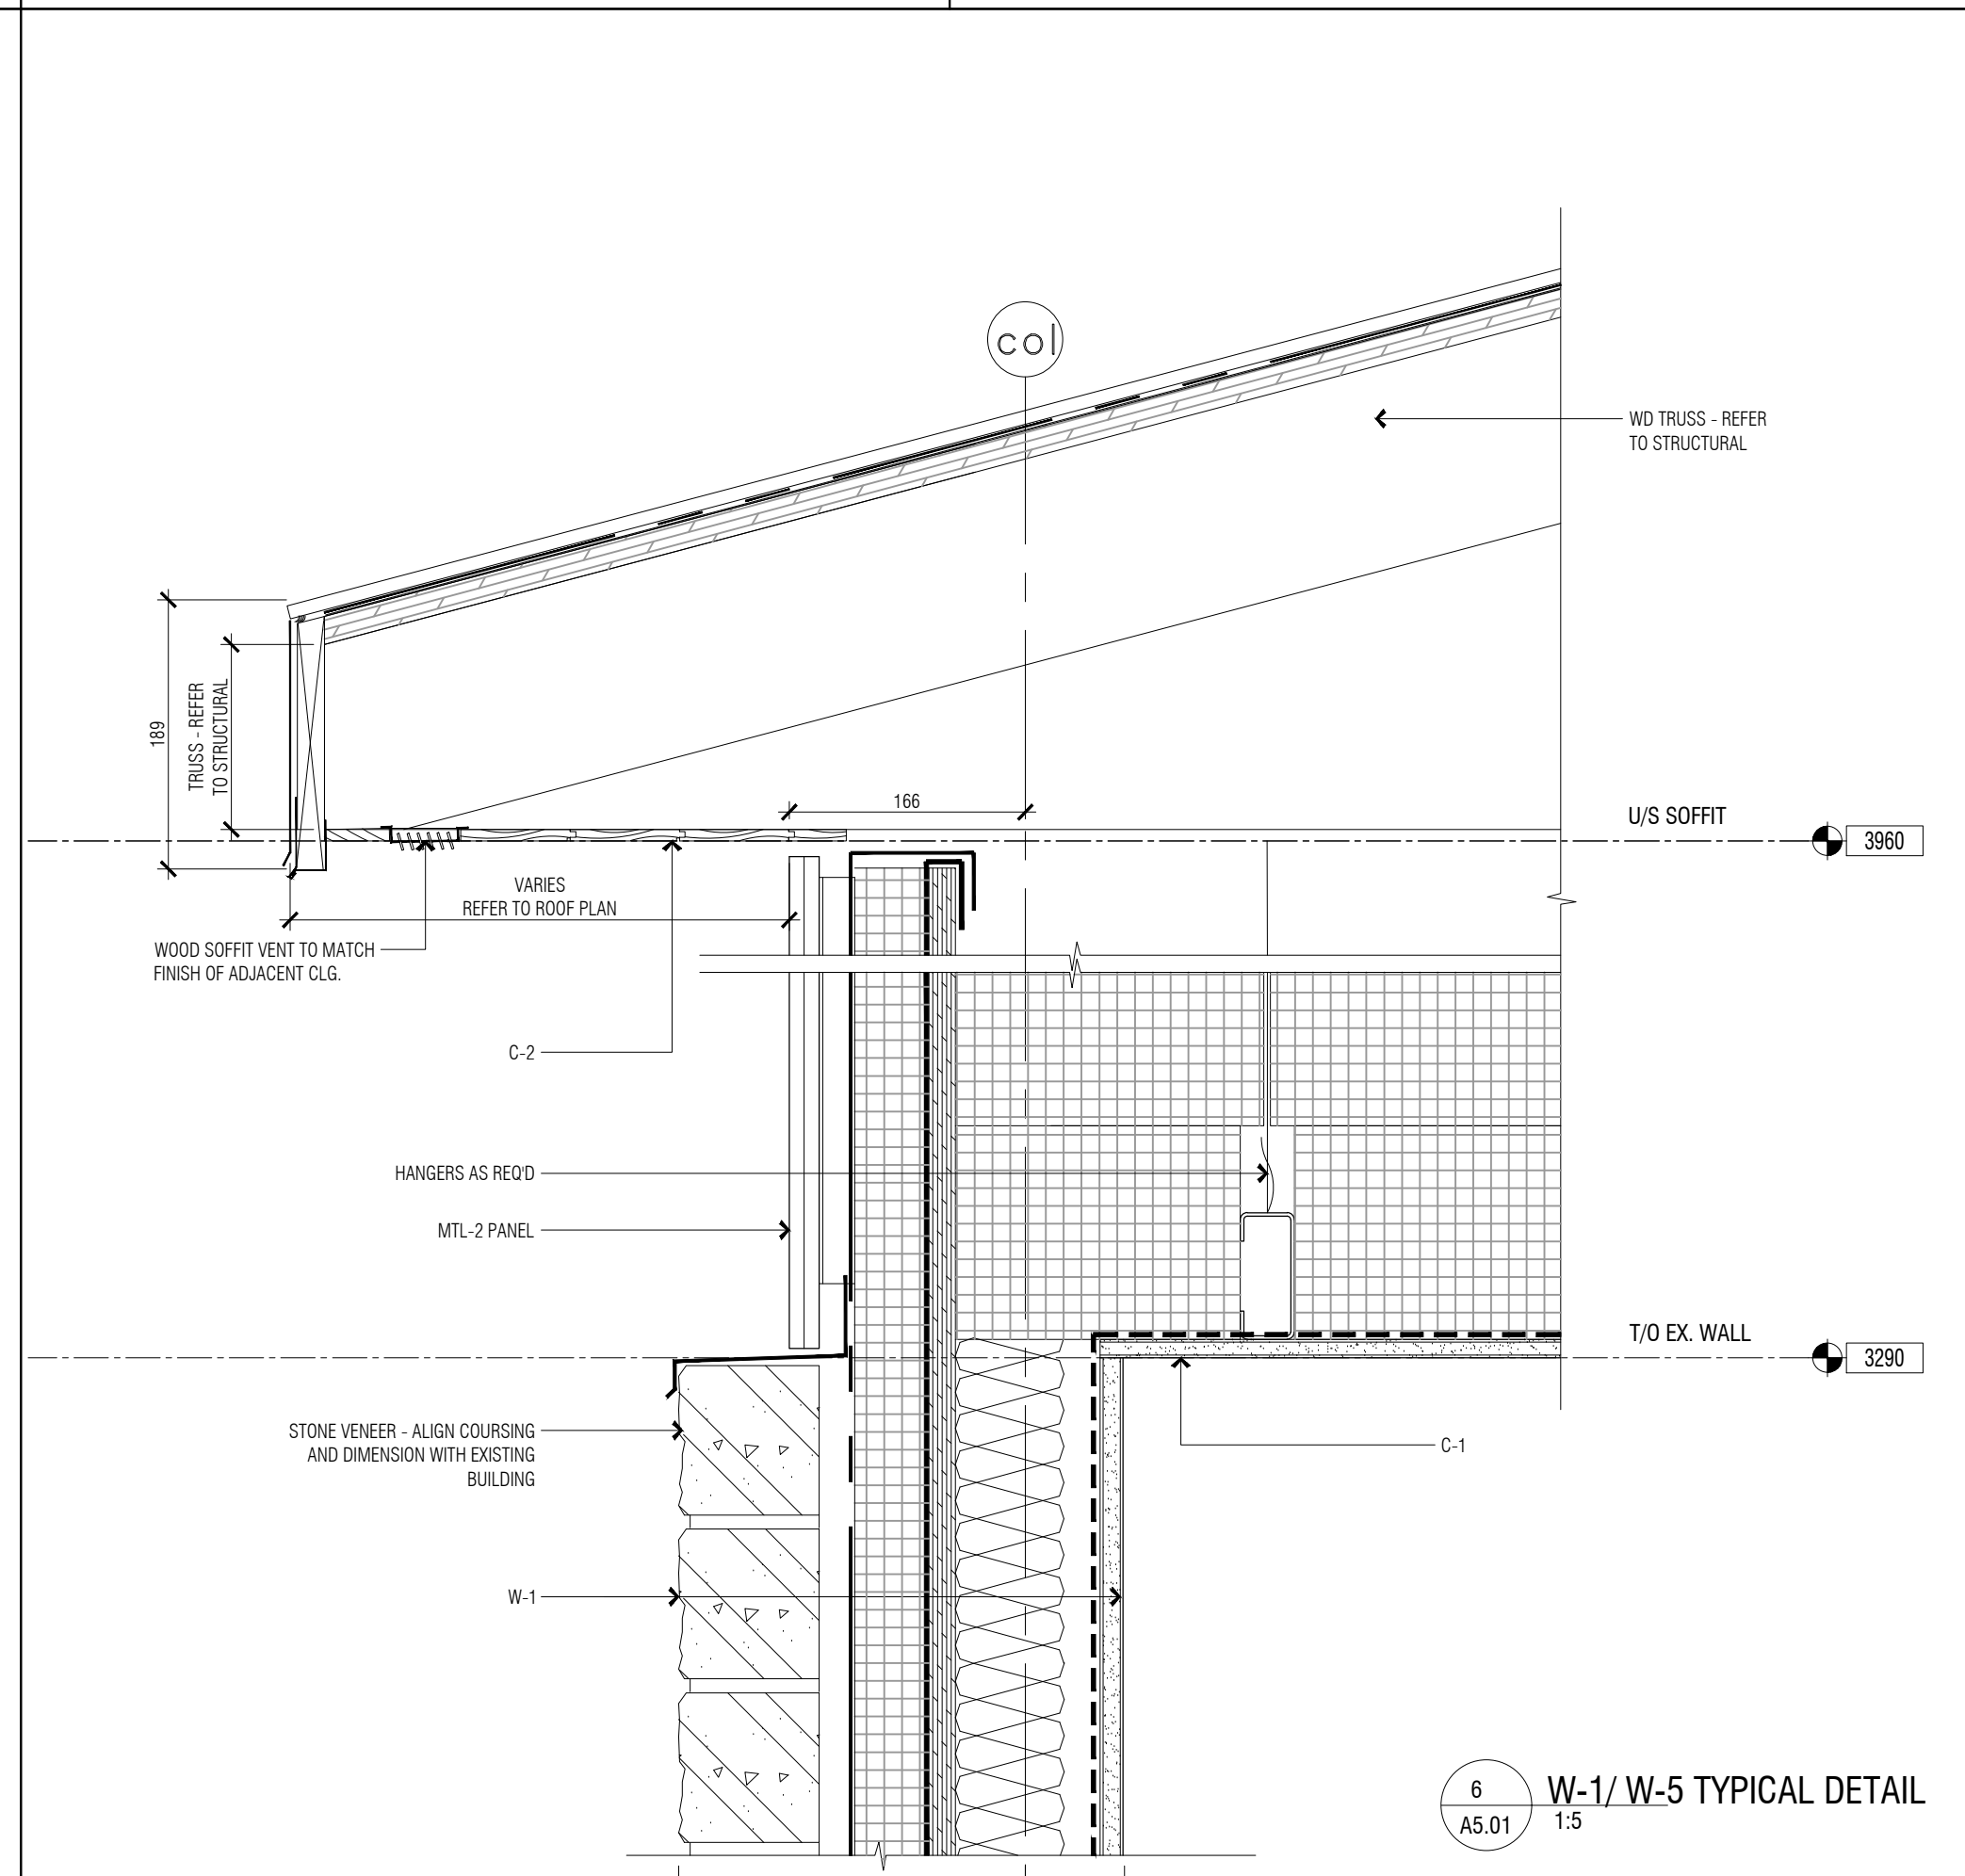 col
WD TRUSS - REFER
TO STRUCTURAL
189
TRUSS - REFER
TO STRUCTURAL
166
U/S SOFFIT
3960
VARIES
REFER TO ROOF PLAN
WOOD SOFFIT VENT TO MATCH
FINISH OF ADJACENT CLG.
C-2
HANGERS AS REQ'D
MTL-2 PANEL
T/O EX. WALL
3290
STONE VENEER - ALIGN COURSING
AND DIMENSION WITH EXISTING
BUILDING
C-1
W-1
6
A5.01
W-1/ W-5 TYPICAL DETAIL
1:5